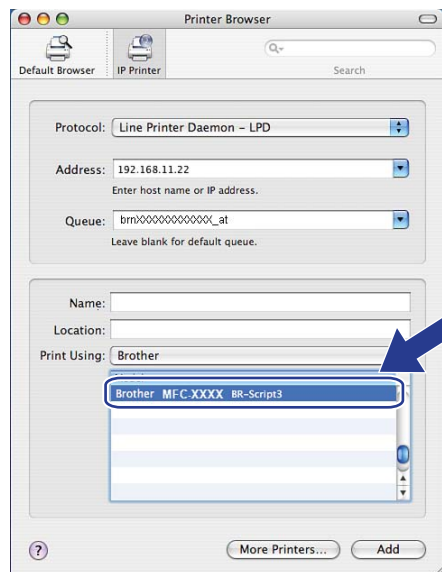 Printer Browser
Default Browser
IP Printer
Search
Protocol: Line Printer Daemon – LPD
Address: 192.168.11.22
Enter host name or IP address.
Queue: brnXXXXXXXXXXXX_at
Leave blank for default queue.
Name:
Location:
Print Using: Brother
Brother MFC.XXXX BR-Script3
?
More Printers...
Add